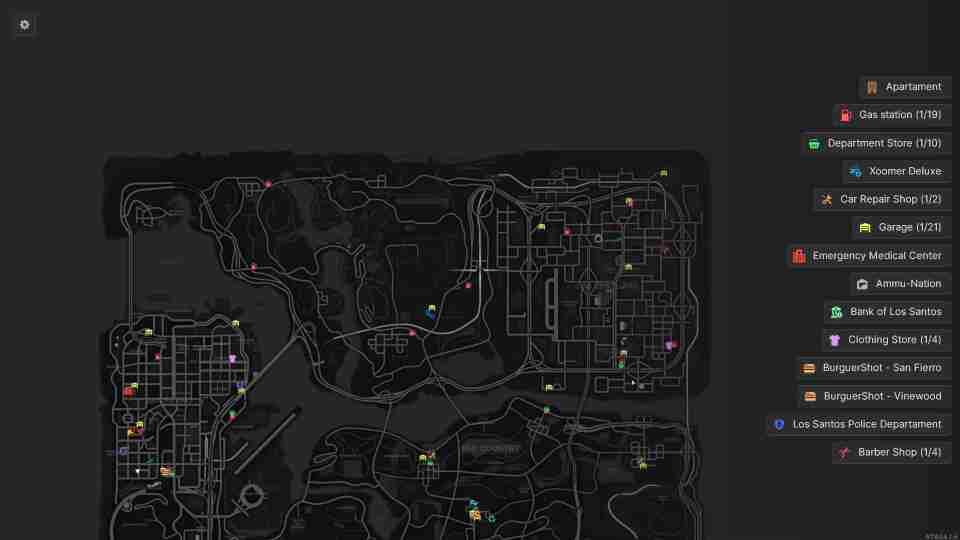 Apartament
Gas station (1/19)
Department Store (1/10)
Xoomer Deluxe
Car Repair Shop (1/2)
Garage (1/21)
Emergency Medical Center
Ammu-Nation
Bank of Los Santos
Clothing Store (1/4)
BurguerShot - San Fierro
BurguerShot - Vinewood
Los Santos Police Departament
Barber Shop (1/4)